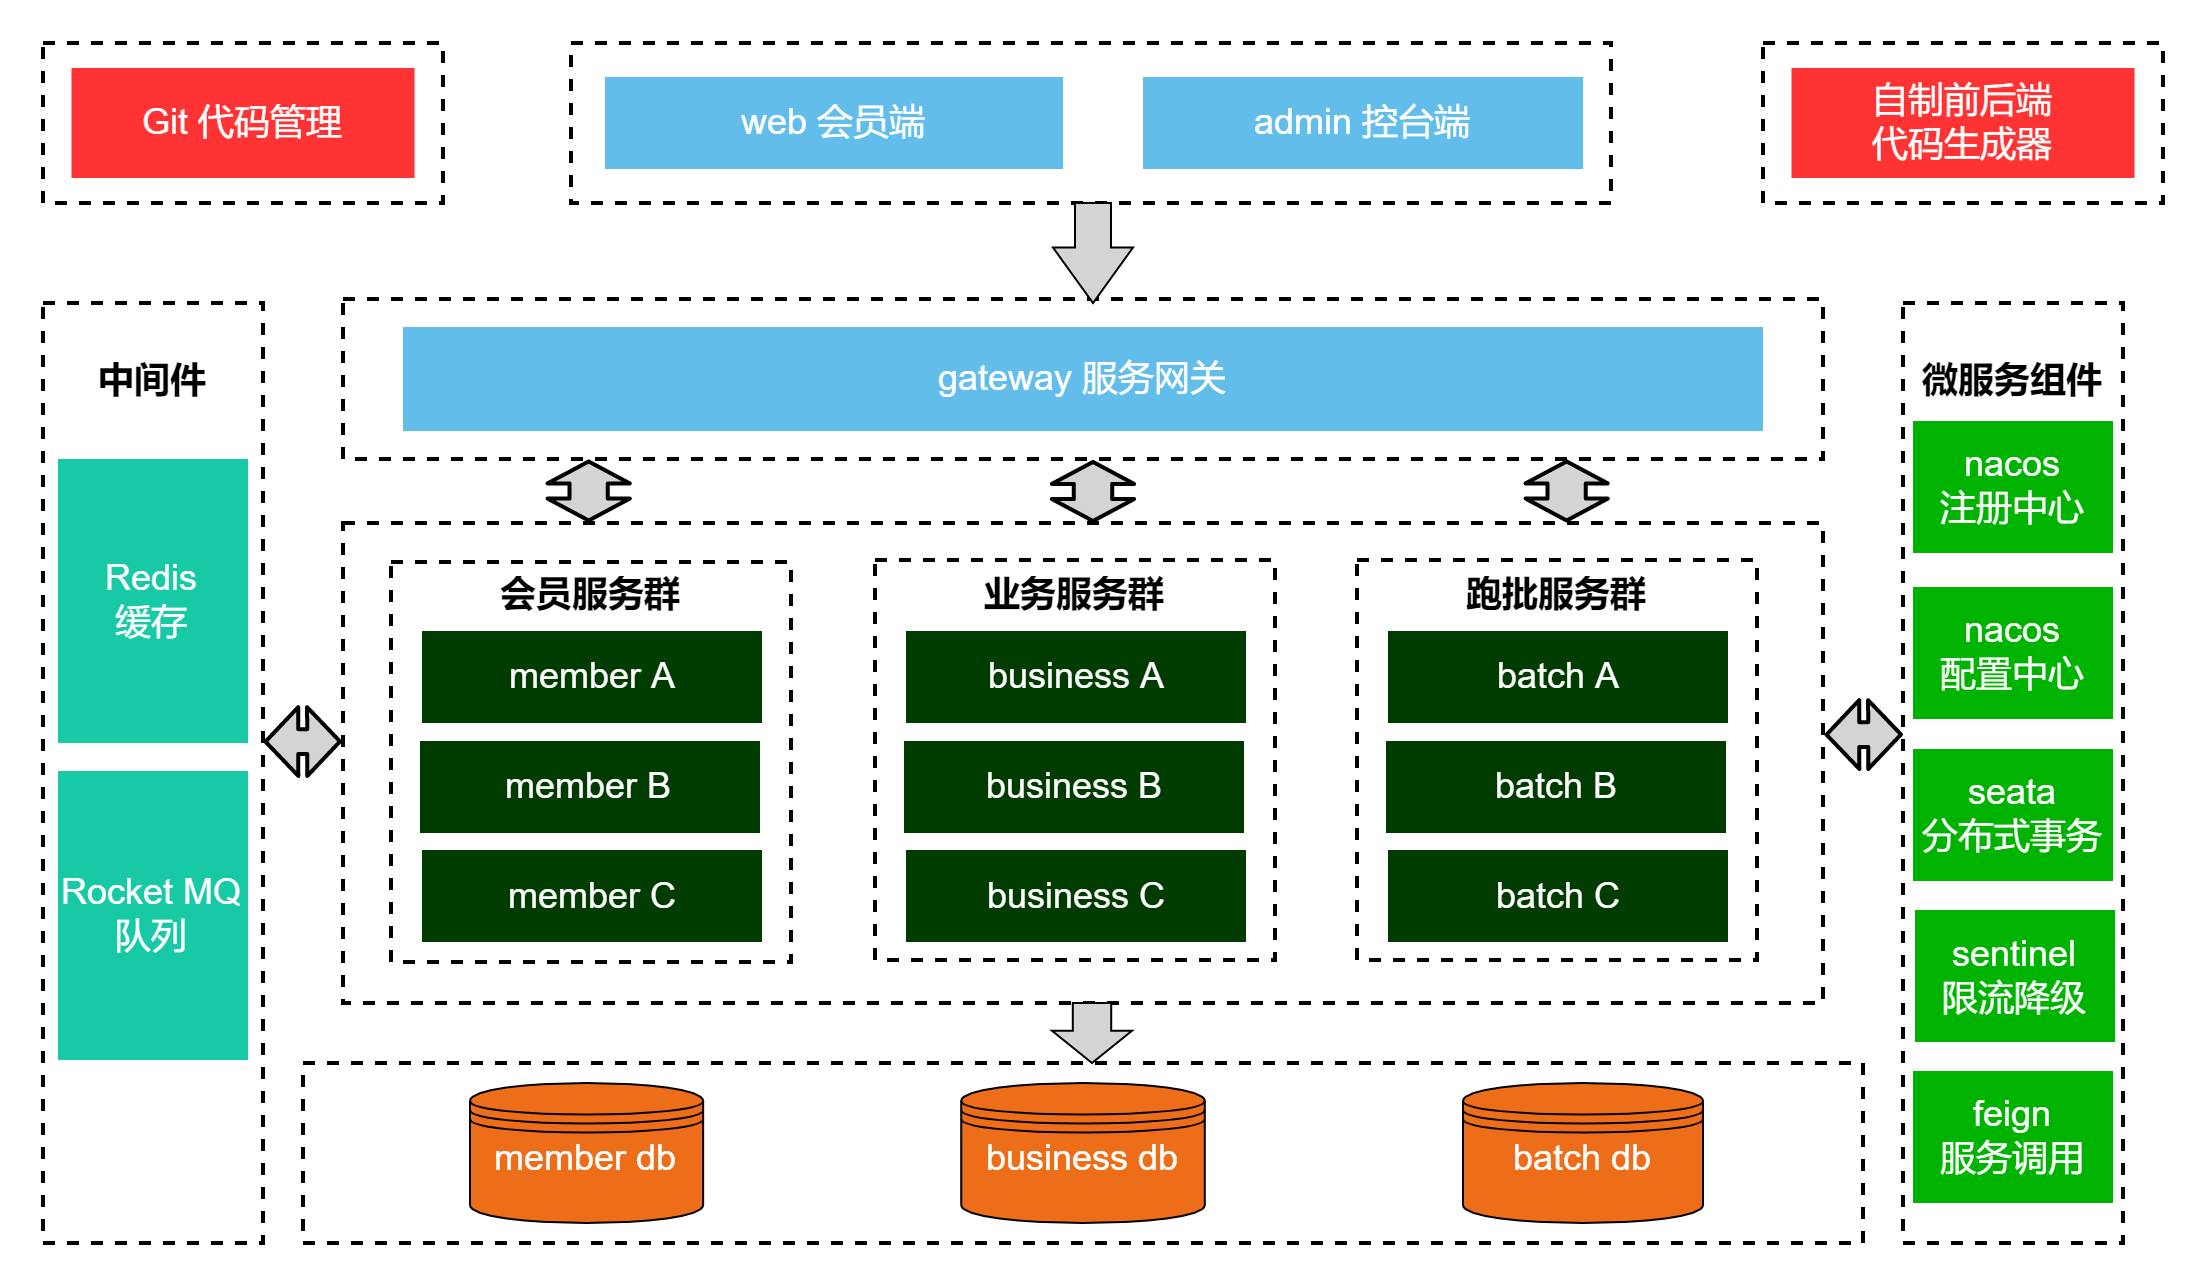 Git 代码管理
web 会员端
admin 控台端
自制前后端
代码生成器
gateway 服务网关
中间件
Redis
缓存
Rocket MQ
队列
会员服务群
member A
member B
member C
业务服务群
business A
business B
business C
跑批服务群
batch A
batch B
batch C
微服务组件
nacos
注册中心
nacos
配置中心
seata
分布式事务
sentinel
限流降级
feign
服务调用
member db
business db
batch db